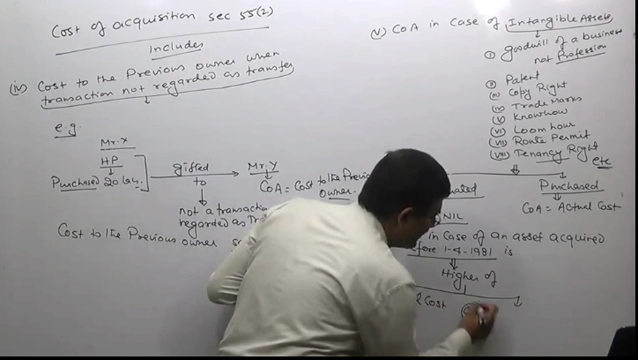 Cost of acquisition sec 55(2)
Includes
(iv) Cost to the Previous owner when
transaction not regarded as transfer
e.g.
Mr. X
HP
Purchased 20 lakh
gifted
to
not a transaction
regarded as
Mr. Y
CoA = Cost to the Previous
owner
Cost to the Previous owner
(v) CoA in Case of Intangible Assets
(i) goodwill of a business
not Profession
(ii) Patent
(iii) Copy Right
(iv) Trade Marks
(v) Knowhow
(vi) Loom hour
(vii) Route Permit
(viii) Tenancy Right
etc
NIL
Purchased
CoA = Actual Cost
in Case of an asset acquired
1-4-1981 is
Higher of
Cost